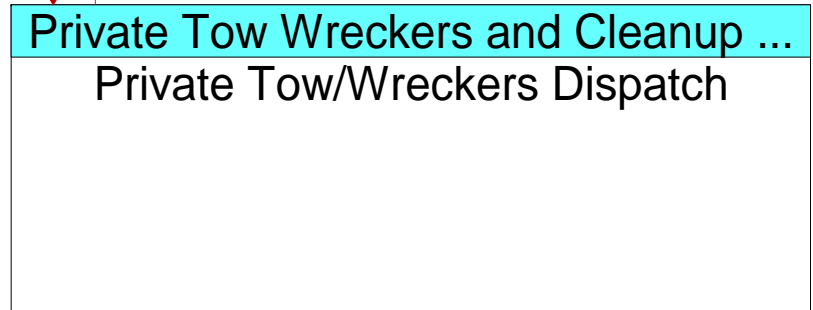 Private Tow Wreckers and Cleanup ...
Private Tow/Wreckers Dispatch